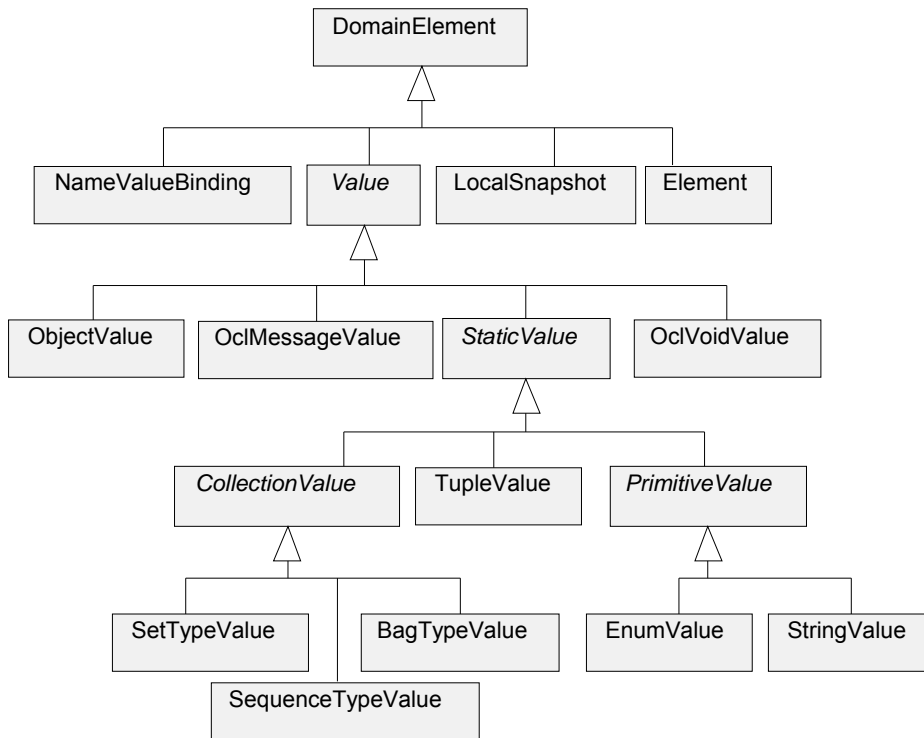 DomainElement
NameValueBinding
Value
LocalSnapshot
Element
ObjectValue
OclMessageValue
StaticValue
OclVoidValue
CollectionValue
TupleValue
PrimitiveValue
SetTypeValue
BagTypeValue
EnumValue
StringValue
SequenceTypeValue